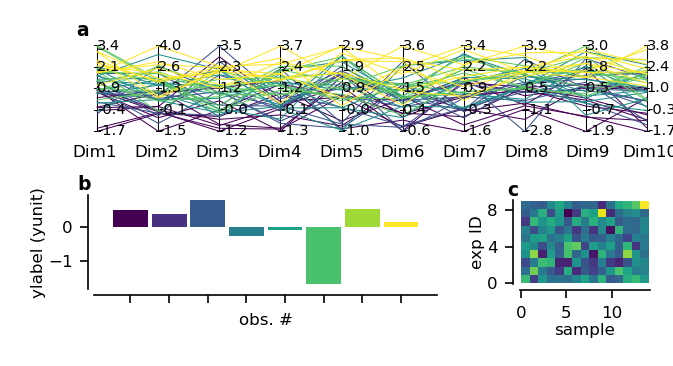 a
3.4 4.0 3.5 3.7 2.9 3.6 3.4 3.9 3.0 3.8
2.1 2.6 2.3 2.4 1.9 2.5 2.2 2.2 1.8 2.4
0.9 1.3 1.2 1.2 0.9 1.5 0.9 0.5 0.5 1.0
-0.4 -0.1 -0.0 -0.1 -0.0 0.4 -0.3 -1.1 -0.7 -0.3
-1.7 -1.5 -1.2 -1.3 -1.0 -0.6 -1.6 -2.8 -1.9 -1.7
Dim1 Dim2 Dim3 Dim4 Dim5 Dim6 Dim7 Dim8 Dim9 Dim10
b
ylabel (yunit)
0
−1
obs. #
c
exp ID
8
4
0
0 5 10
sample